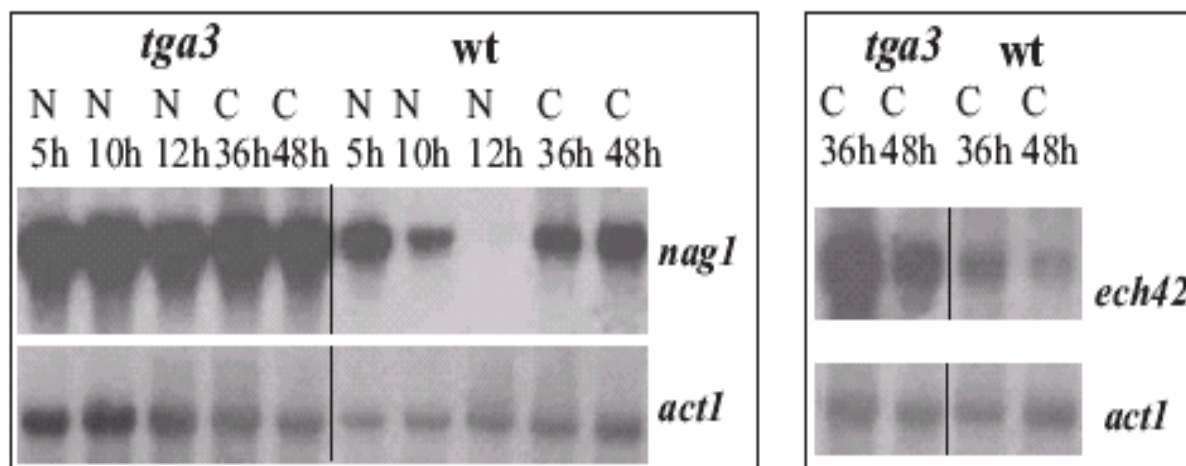 tga3 wt
N N N C C N N N C C
5h 10h 12h 36h 48h 5h 10h 12h 36h 48h
nag1
act1
tga3 wt
C C C C
36h 48h 36h 48h
ech42
act1